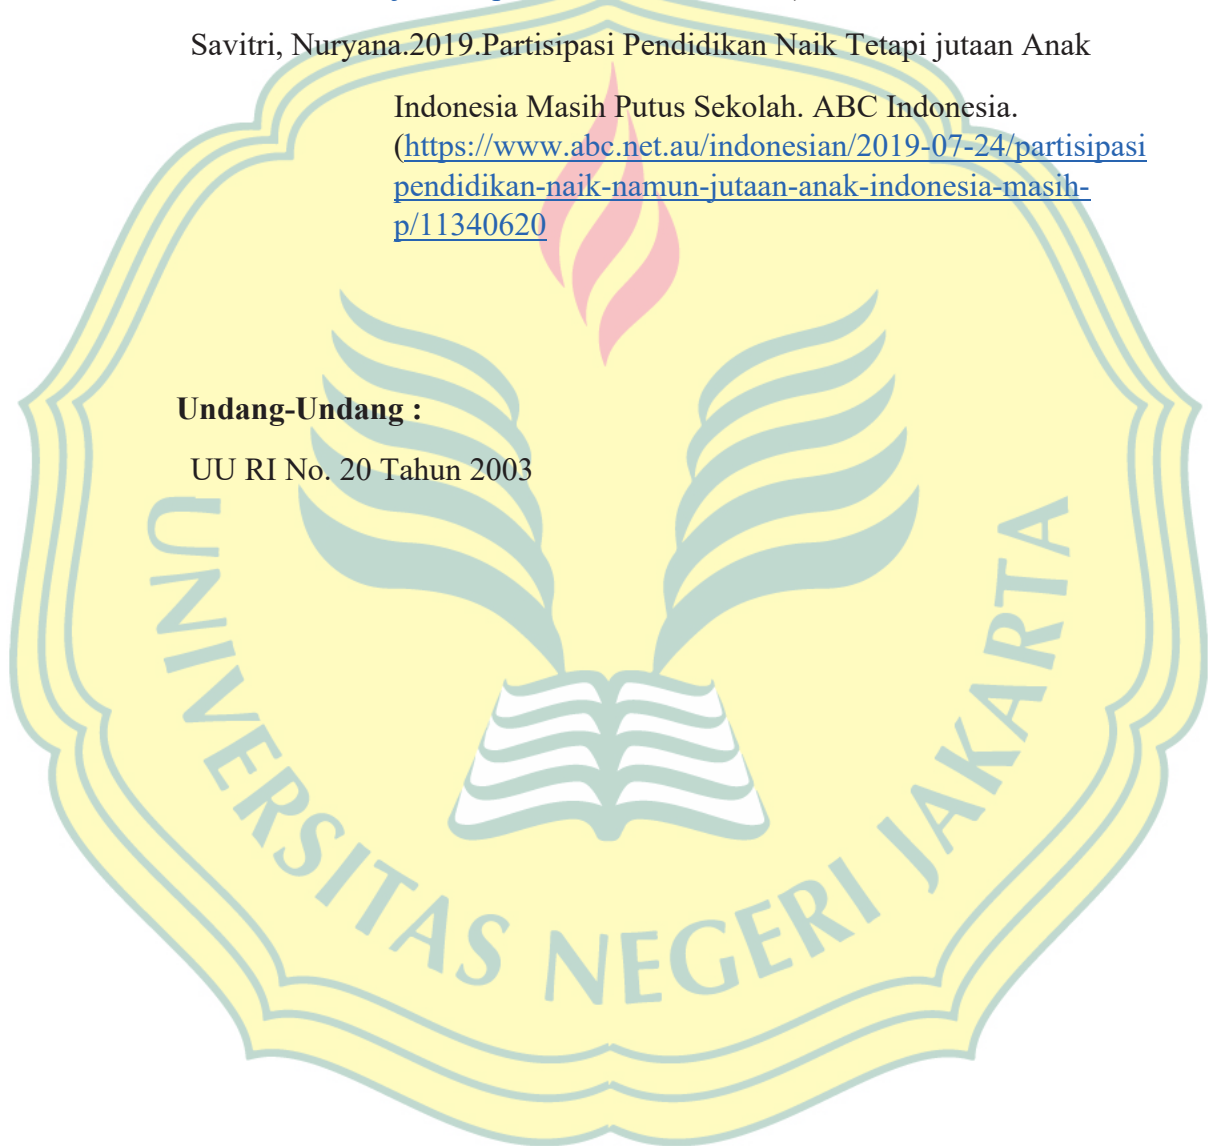 Savitri, Nuryana.2019.Partisipasi Pendidikan Naik Tetapi jutaan Anak
Indonesia Masih Putus Sekolah. ABC Indonesia.
(https://www.abc.net.au/indonesian/2019-07-24/partisipasi
pendidikan-naik-namun-jutaan-anak-indonesia-masih-
p/11340620
Undang-Undang :
UU RI No. 20 Tahun 2003
UNIVERSITAS NEGERI JAKARTA